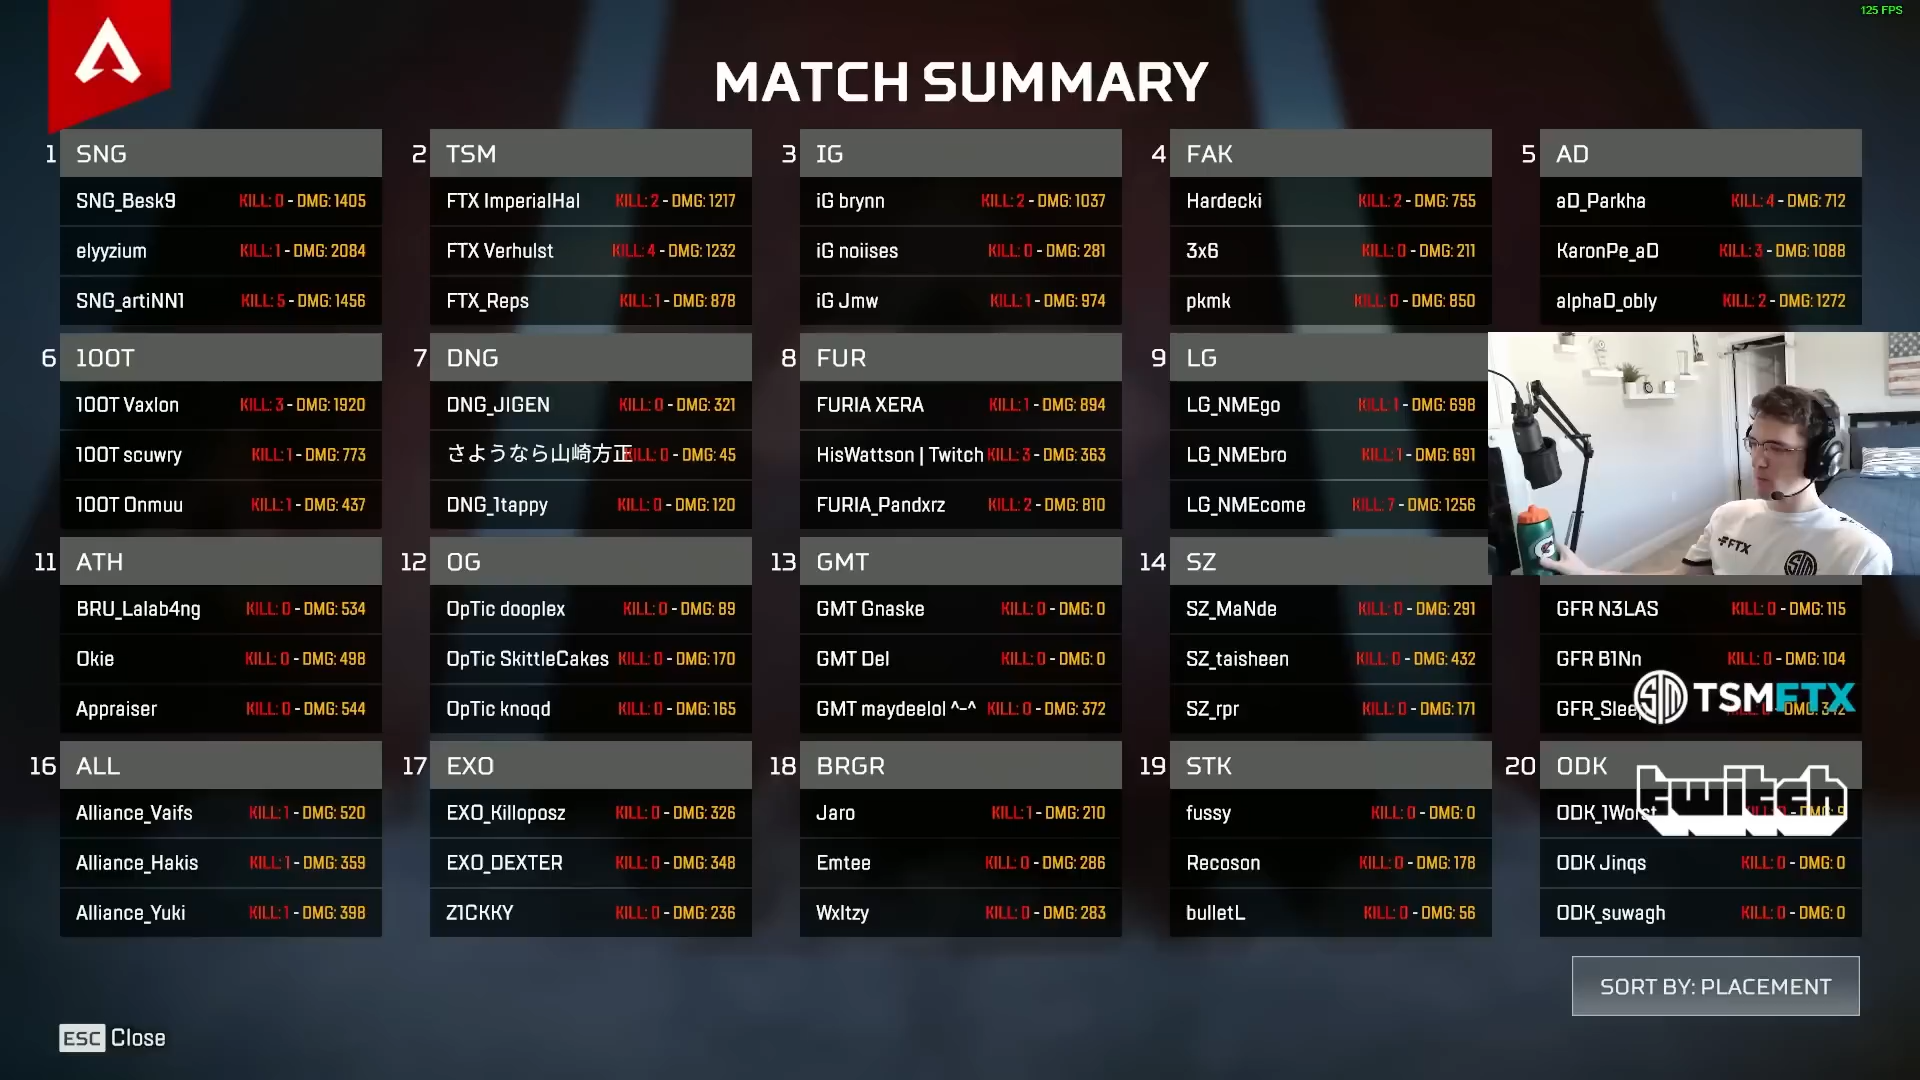 125 FPS
MATCH SUMMARY
1 SNG
SNG_Besk9 KILL: 0 - DMG: 1405
elyyzium KILL: 1 - DMG: 2084
SNG_artiNN1 KILL: 5 - DMG: 1456
2 TSM
FTX ImperialHal KILL: 2 - DMG: 1217
FTX Verhulst KILL: 4 - DMG: 1232
FTX_Reps KILL: 1 - DMG: 878
3 IG
iG brynn KILL: 2 - DMG: 1037
iG noiises KILL: 0 - DMG: 281
iG Jmw KILL: 1 - DMG: 974
4 FAK
Hardecki KILL: 2 - DMG: 755
3x6 KILL: 0 - DMG: 211
pkmk KILL: 0 - DMG: 850
5 AD
aD_Parkha KILL: 4 - DMG: 712
KaronPe_aD KILL: 3 - DMG: 1088
alphaD_obly KILL: 2 - DMG: 1272
6 100T
100T Vaxlon KILL: 3 - DMG: 1920
100T scuwry KILL: 1 - DMG: 773
100T Onmuu KILL: 1 - DMG: 437
7 DNG
DNG_JIGEN KILL: 0 - DMG: 321
さようなら山崎方正 KILL: 0 - DMG: 45
DNG_1tappy KILL: 0 - DMG: 120
8 FUR
FURIA XERA KILL: 1 - DMG: 894
HisWattson | Twitch KILL: 3 - DMG: 363
FURIA_Pandxrz KILL: 2 - DMG: 810
9 LG
LG_NMEgo KILL: 1 - DMG: 698
LG_NMEbro KILL: 1 - DMG: 691
LG_NMEcome KILL: 7 - DMG: 1256
FTX
TSM
11 ATH
BRU_Lalab4ng KILL: 0 - DMG: 534
Okie KILL: 0 - DMG: 498
Appraiser KILL: 0 - DMG: 544
12 OG
OpTic dooplex KILL: 0 - DMG: 89
OpTic SkittleCakes KILL: 0 - DMG: 170
OpTic knoqd KILL: 0 - DMG: 165
13 GMT
GMT Gnaske KILL: 0 - DMG: 0
GMT Del KILL: 0 - DMG: 0
GMT maydeelol ^-^ KILL: 0 - DMG: 372
14 SZ
SZ_MaNde KILL: 0 - DMG: 291
SZ_taisheen KILL: 0 - DMG: 432
SZ_rpr KILL: 0 - DMG: 171
GFR N3LAS KILL: 0 - DMG: 115
GFR B1Nn KILL: 0 - DMG: 104
TSMFTX
16 ALL
Alliance_Vaifs KILL: 1 - DMG: 520
Alliance_Hakis KILL: 1 - DMG: 359
Alliance_Yuki KILL: 1 - DMG: 398
17 EXO
EXO_Killoposz KILL: 0 - DMG: 326
EXO_DEXTER KILL: 0 - DMG: 348
Z1CKKY KILL: 0 - DMG: 236
18 BRGR
Jaro KILL: 1 - DMG: 210
Emtee KILL: 0 - DMG: 286
Wxltzy KILL: 0 - DMG: 283
19 STK
fussy KILL: 0 - DMG: 0
Recoson KILL: 0 - DMG: 178
bulletL KILL: 0 - DMG: 56
20 ODK
twitch
ODK Jinqs KILL: 0 - DMG: 0
ODK_suwagh KILL: 0 - DMG: 0
SORT BY: PLACEMENT
ESC Close